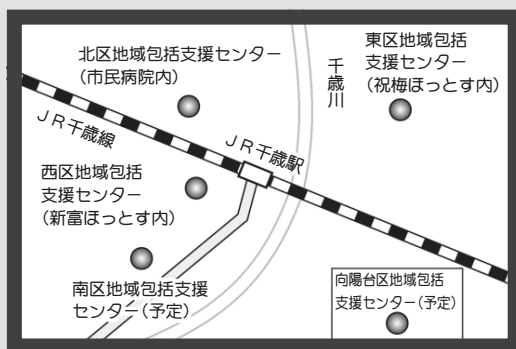 北区地域包括支援センター
(市民病院内)
東区地域包括
支援センター
(祝梅ほっとす内)
千歳川
JR千歳線
JR千歳駅
西区地域包括
支援センター
(新富ほっとす内)
南区地域包括支援
センター(予定)
向陽台区地域包括
支援センター(予定)